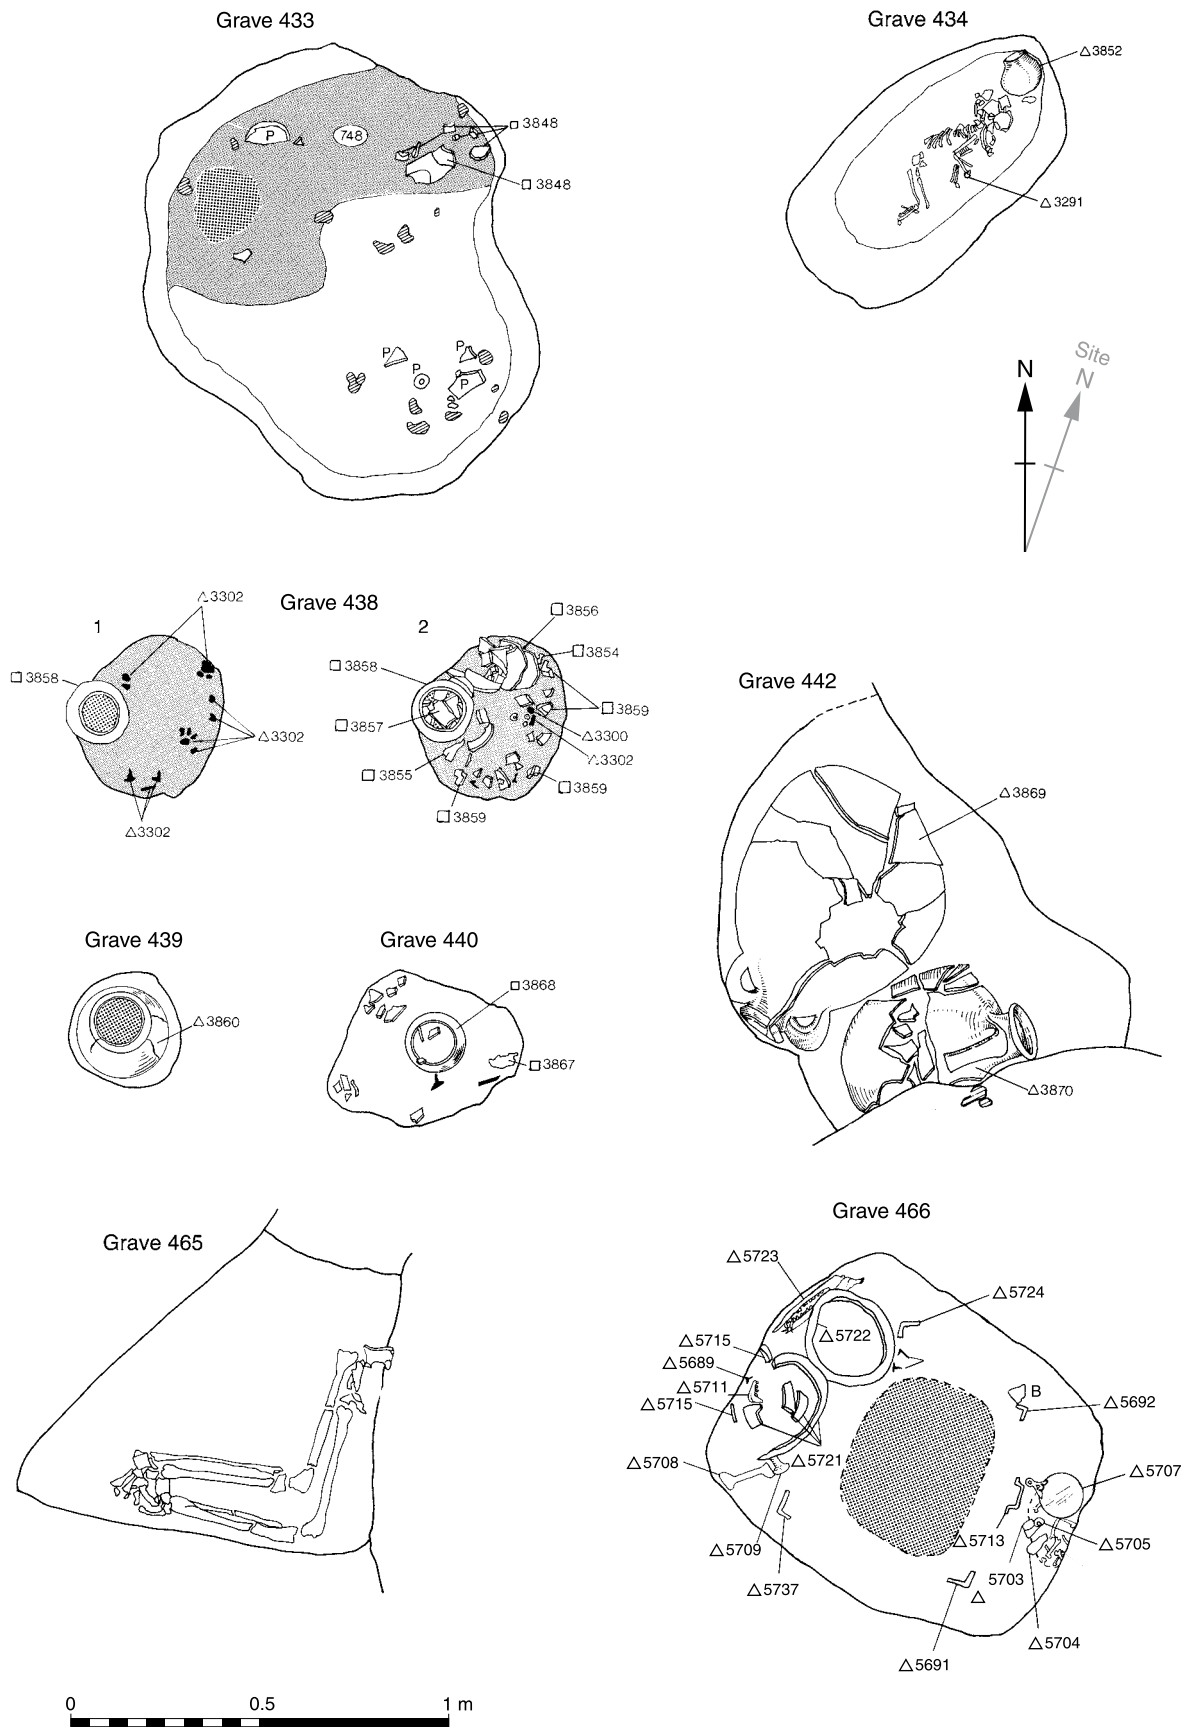 Grave 433
P
748
□ 3848
□ 3848
P
P
P
P
Grave 434
△3852
△3291
N
Site
N
Grave 438
1
△3302
□3858
△3302
△3302
2
□3856
□3854
□3858
□3859
□3857
△3300
△3302
□3855
□3859
□3859
Grave 442
△3869
△3870
Grave 439
△3860
Grave 440
□3868
□3867
Grave 465
Grave 466
△5723
△5724
△5722
△5715
△5689
△5711
△5715
B
△5692
△5708
△5721
△5707
△5713
△5705
△5709
5703
△
△5737
△5704
△5691
0 0.5 1 m